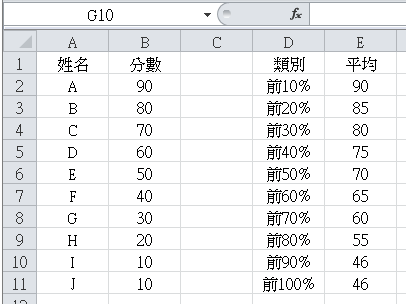 G10 fx
A B C D E
1 姓名 分數 類別 平均
2 A 90 前10% 90
3 B 80 前20% 85
4 C 70 前30% 80
5 D 60 前40% 75
6 E 50 前50% 70
7 F 40 前60% 65
8 G 30 前70% 60
9 H 20 前80% 55
10 I 10 前90% 46
11 J 10 前100% 46